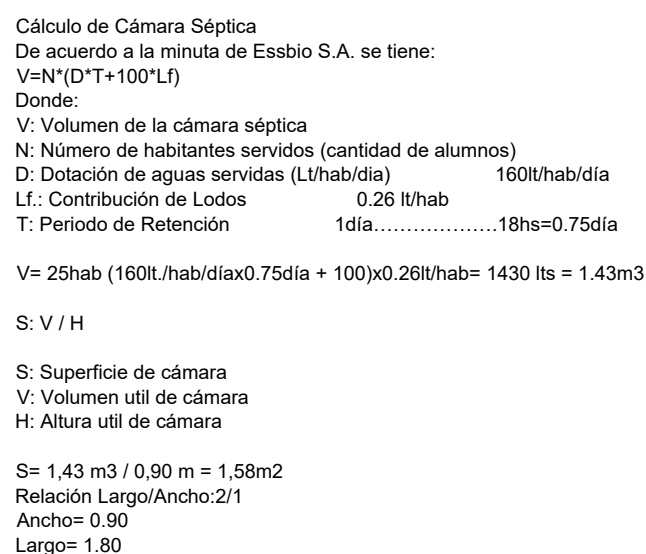 Cálculo de Cámara Séptica
De acuerdo a la minuta de Essbio S.A. se tiene:
V=N*(D*T+100*Lf)
Donde:
V: Volumen de la cámara séptica
N: Número de habitantes servidos (cantidad de alumnos)
D: Dotación de aguas servidas (Lt/hab/dia) 160lt/hab/día
Lf.: Contribución de Lodos 0.26 lt/hab
T: Periodo de Retención 1día...................18hs=0.75día
V= 25hab (160lt./hab/díax0.75día + 100)x0.26lt/hab= 1430 lts = 1.43m3
S: V / H
S: Superficie de cámara
V: Volumen util de cámara
H: Altura util de cámara
S= 1,43 m3 / 0,90 m = 1,58m2
Relación Largo/Ancho:2/1
Ancho= 0.90
Largo= 1.80